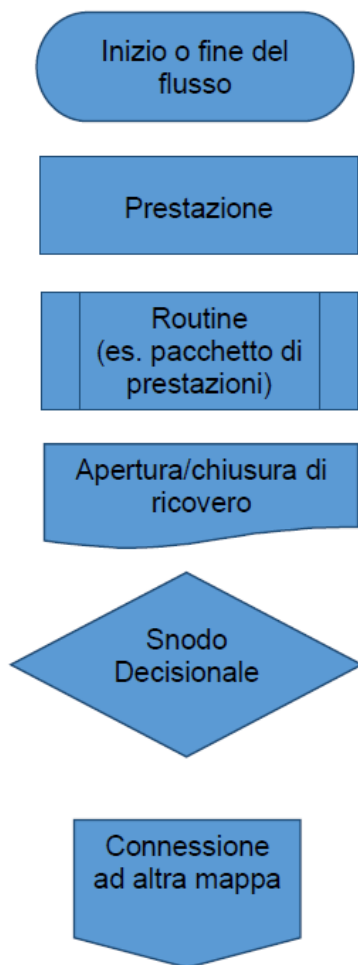 Inizio o fine del
flusso
Prestazione
Routine
(es. pacchetto di
prestazioni)
Apertura/chiusura di
ricovero
Snodo
Decisionale
Connessione
ad altra mappa